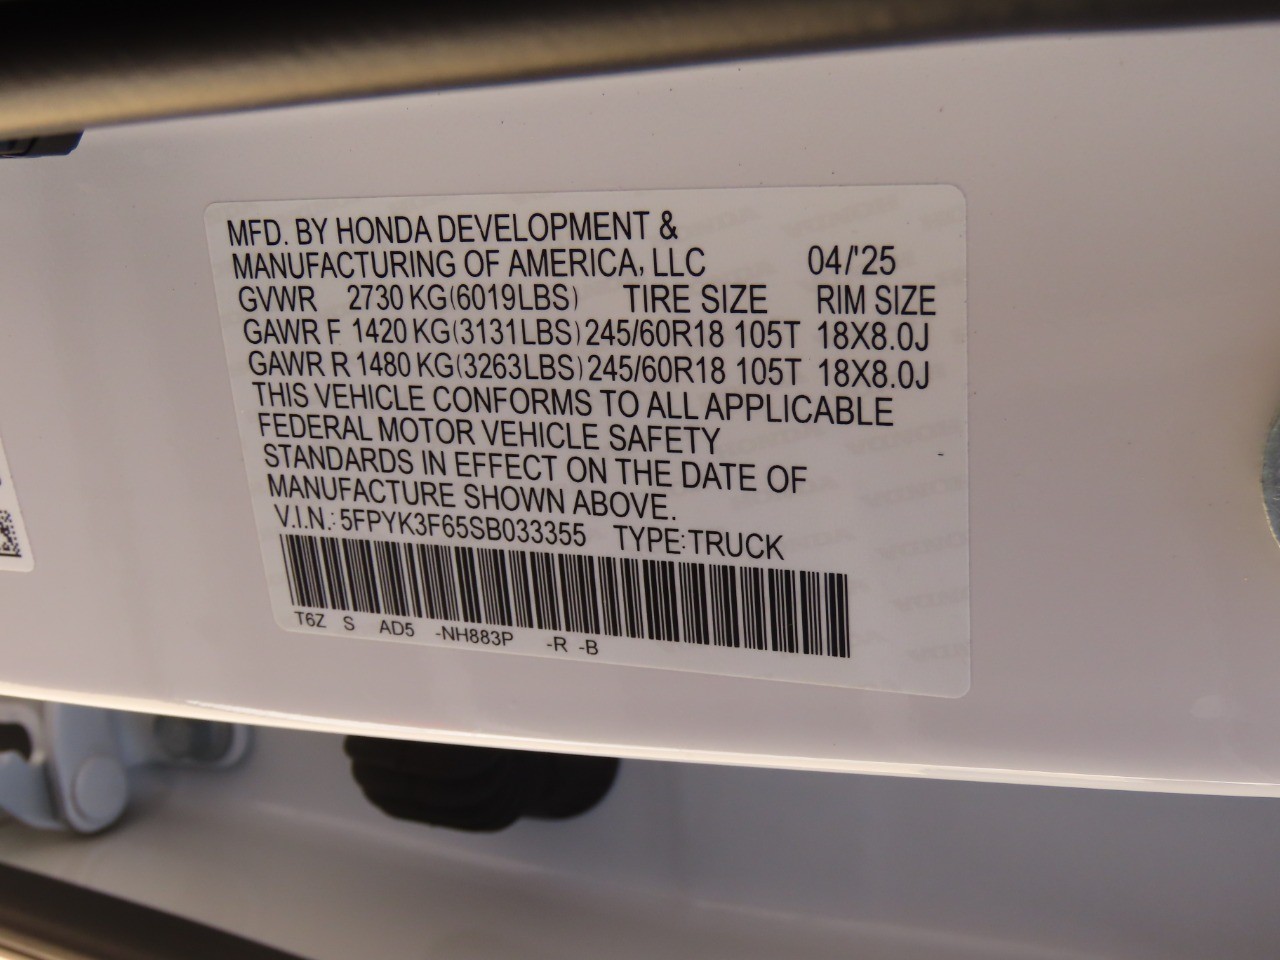 MFD. BY HONDA DEVELOPMENT &
MANUFACTURING OF AMERICA, LLC 04/'25
GVWR 2730 KG(6019LBS) TIRE SIZE RIM SIZE
GAWR F 1420 KG(3131LBS) 245/60R18 105T 18X8.0J
GAWR R 1480 KG(3263LBS) 245/60R18 105T 18X8.0J
THIS VEHICLE CONFORMS TO ALL APPLICABLE
FEDERAL MOTOR VEHICLE SAFETY
STANDARDS IN EFFECT ON THE DATE OF
MANUFACTURE SHOWN ABOVE.
V.I.N.: 5FPYK3F65SB033355 TYPE:TRUCK
T6Z S AD5 -NH883P -R -B